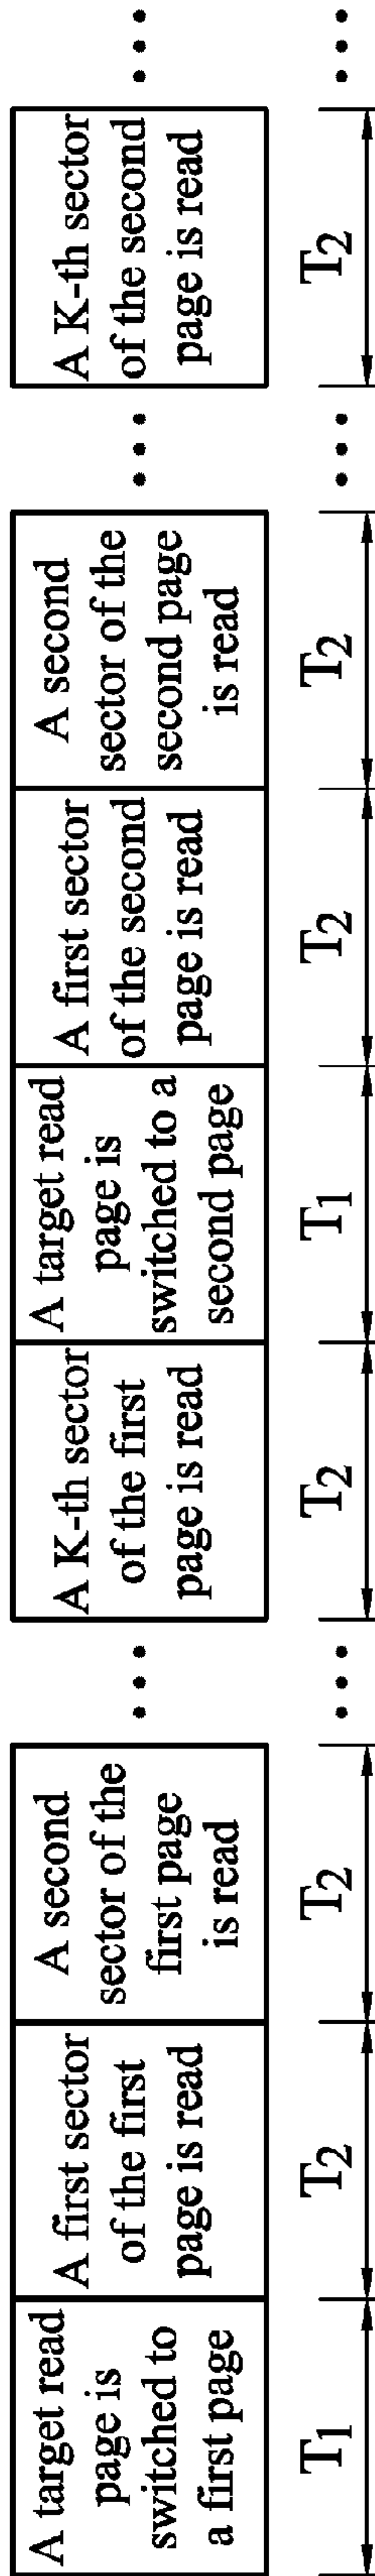 A target read
page is
switched to
a first page
A first sector
of the first
page is read
A second
sector of the
first page
is read
• • •
A K-th sector
of the first
page is read
A target read
page is
switched to a
second page
A first sector
of the second
page is read
A second
sector of the
second page
is read
• • •
A K-th sector
of the second
page is read
• • •
T1
T2
T2
• • •
T2
T1
T2
T2
• • •
T2
• • •